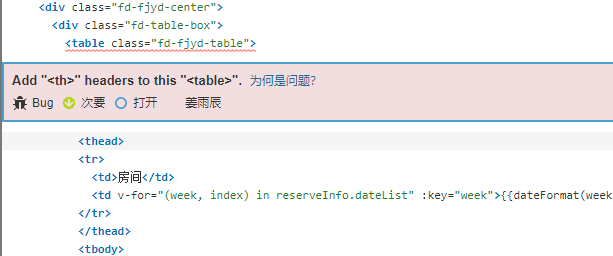 <div class="fd-fjyd-center">
<div class="fd-table-box">
<table class="fd-fjyd-table">
Add "<th>" headers to this "<table>". 为何是问题?
Bug 次要 打开 姜雨辰
<thead>
<tr>
<td>房间</td>
<td v-for="(week, index) in reserveInfo.dateList" :key="week">{{dateFormat(week
</tr>
</thead>
<tbody>